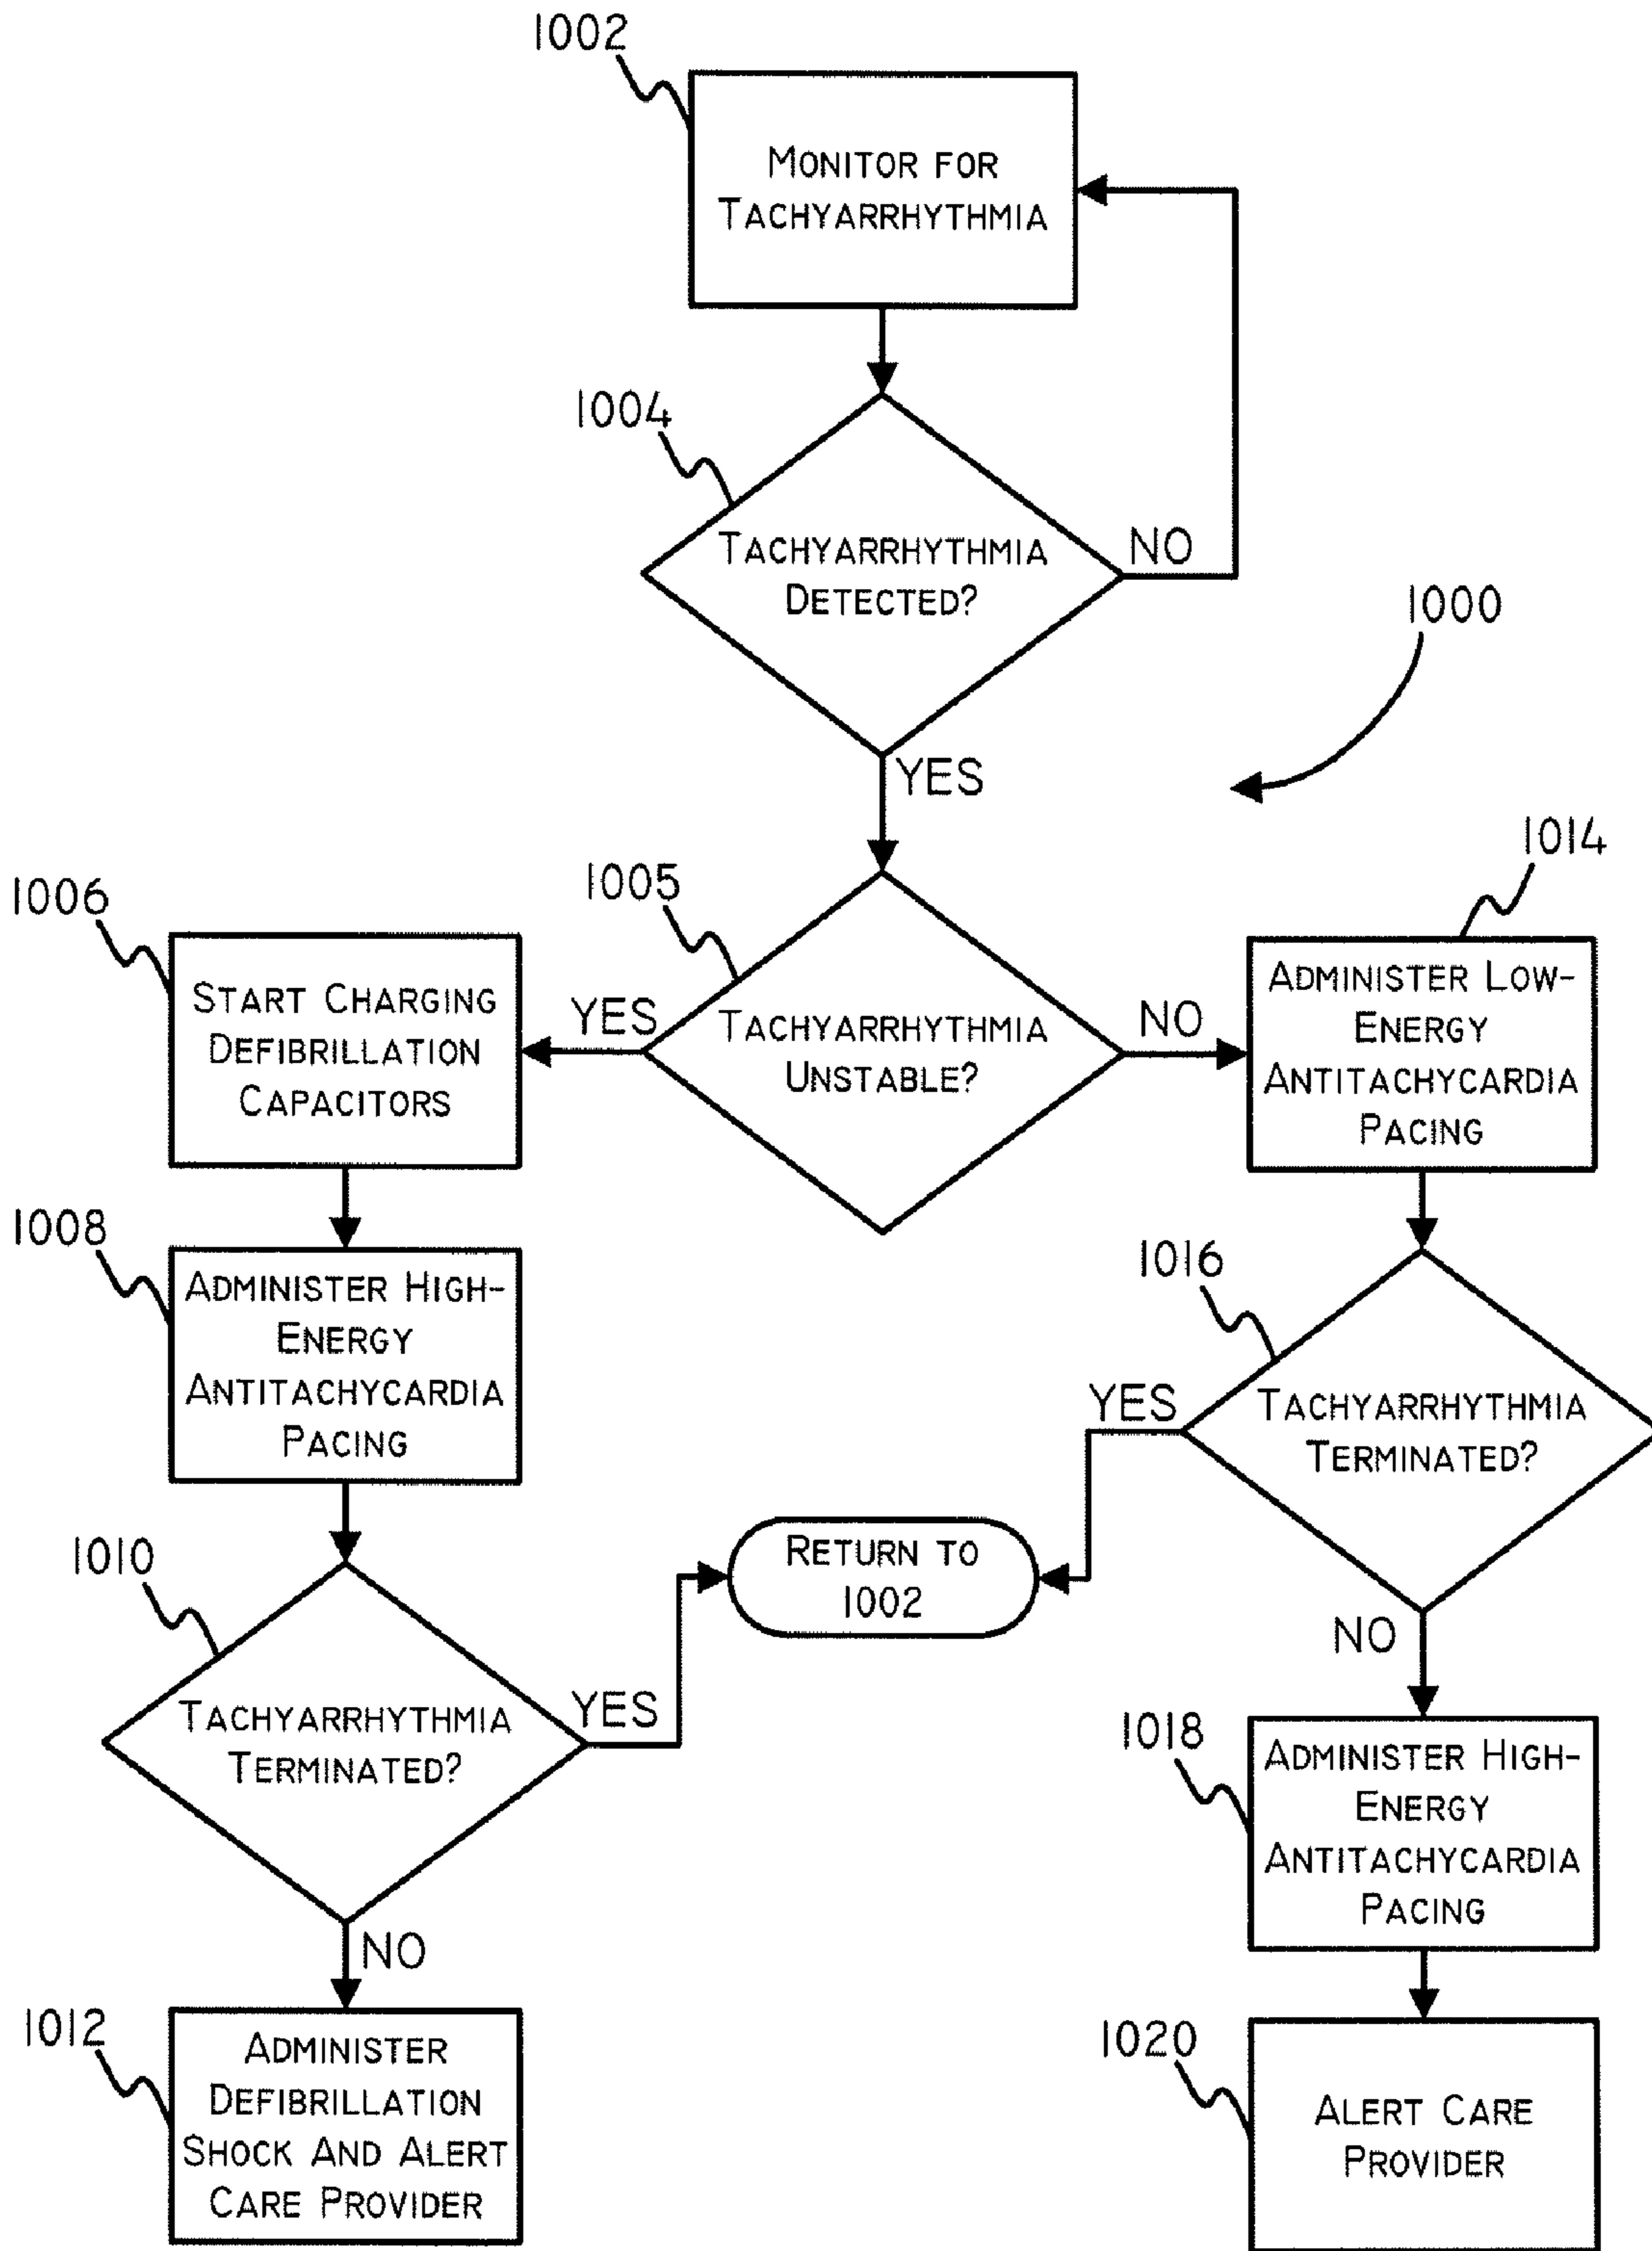 1002
MONITOR FOR
TACHYARRHYTHMIA
1004
TACHYARRHYTHMIA
DETECTED?
NO
1000
YES
1005
1014
1006
START CHARGING
DEFIBRILLATION
CAPACITORS
YES
TACHYARRHYTHMIA
UNSTABLE?
NO
ADMINISTER LOW-
ENERGY
ANTITACHYCARDIA
PACING
1008
ADMINISTER HIGH-
ENERGY
ANTITACHYCARDIA
PACING
1016
YES
TACHYARRHYTHMIA
TERMINATED?
1010
RETURN TO
1002
TACHYARRHYTHMIA
TERMINATED?
YES
NO
1018
ADMINISTER HIGH-
ENERGY
ANTITACHYCARDIA
PACING
NO
1012
ADMINISTER
DEFIBRILLATION
SHOCK AND ALERT
CARE PROVIDER
1020
ALERT CARE
PROVIDER